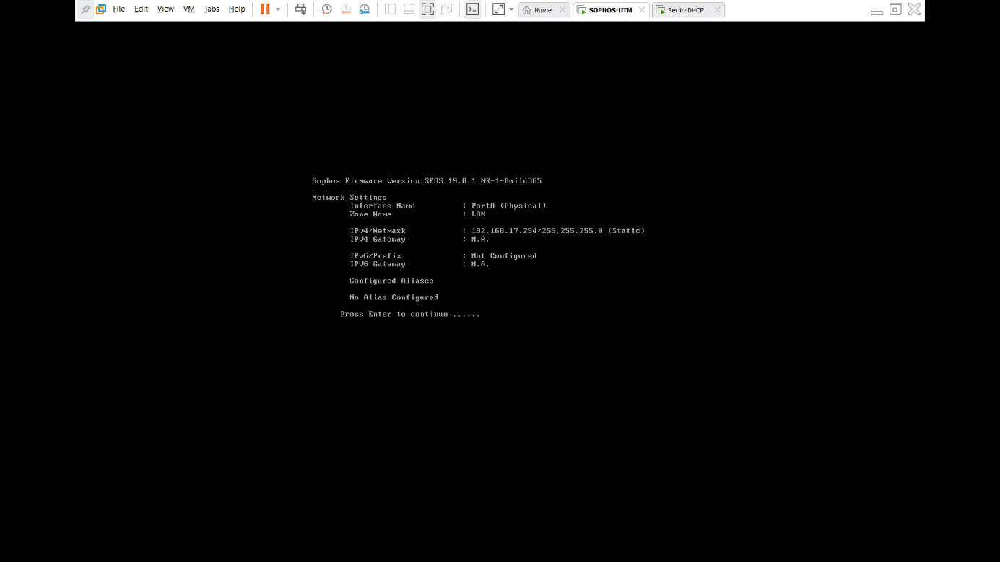 File Edit View VM Tabs Help Home SOPHOS-UTM Berlin-DHCP
Sophos Firmware Version SFOS 19.0.1 MR-1-Build365
Network Settings
Interface Name : PortA (Physical)
Zone Name : LAN
IPv4/Netmask : 192.168.17.254/255.255.255.0 (Static)
IPV4 Gateway : N.A.
IPv6/Prefix : Not Configured
IPV6 Gateway : N.A.
Configured Aliases
No Alias Configured
Press Enter to continue ......